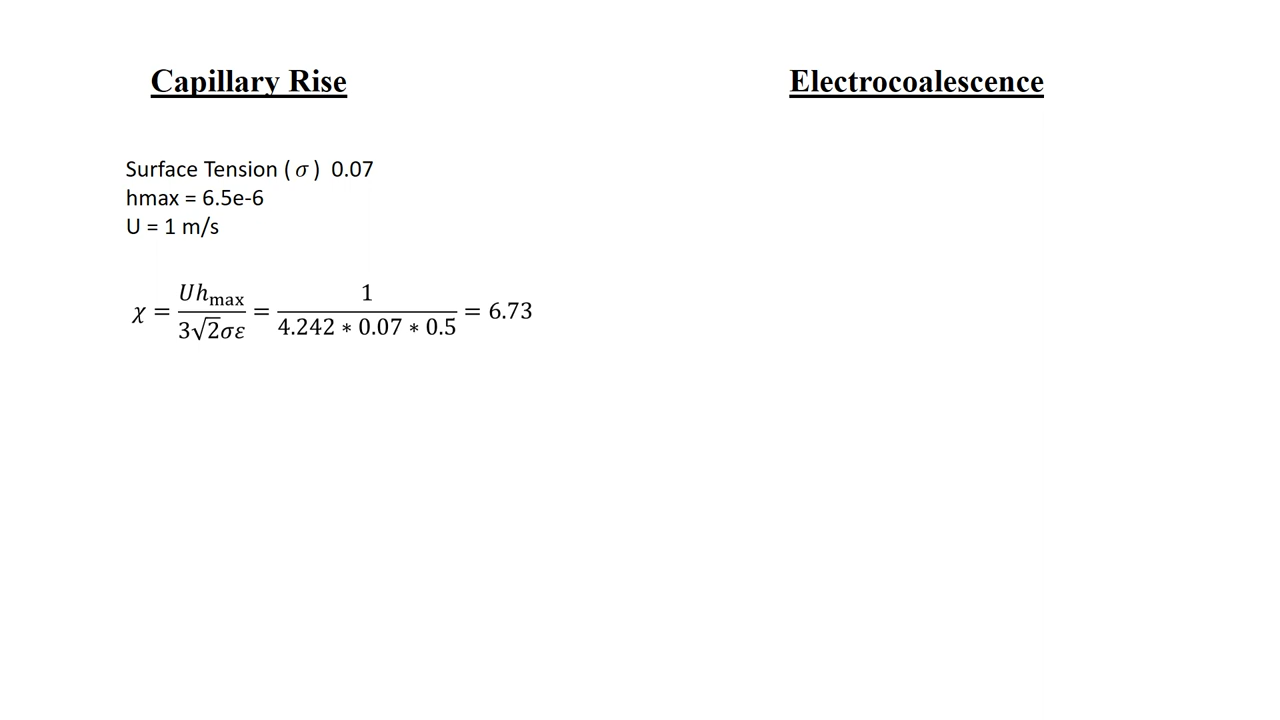 Capillary Rise
Electrocoalescence
Surface Tension ( σ )  0.07
hmax = 6.5e-6
U = 1 m/s
χ = Uh_max / 3√2σε = 1 / 4.242 ∗ 0.07 ∗ 0.5 = 6.73